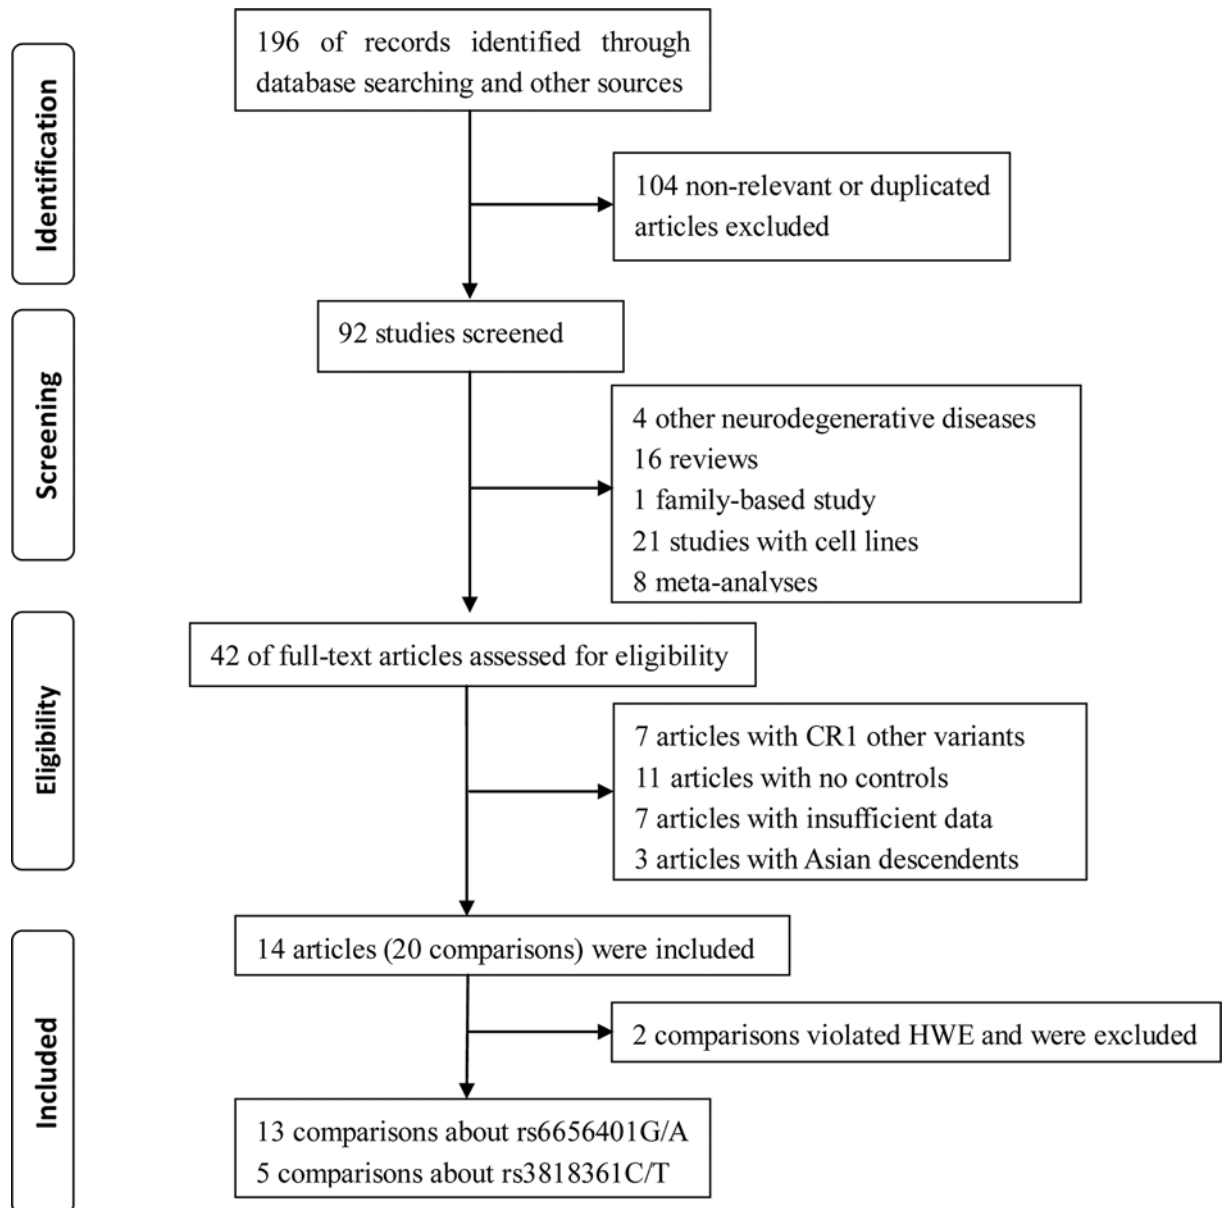 Identification
196 of records identified through
database searching and other sources
104 non-relevant or duplicated
articles excluded
Screening
92 studies screened
4 other neurodegenerative diseases
16 reviews
1 family-based study
21 studies with cell lines
8 meta-analyses
Eligibility
42 of full-text articles assessed for eligibility
7 articles with CR1 other variants
11 articles with no controls
7 articles with insufficient data
3 articles with Asian descendents
Included
14 articles (20 comparisons) were included
2 comparisons violated HWE and were excluded
13 comparisons about rs6656401G/A
5 comparisons about rs3818361C/T